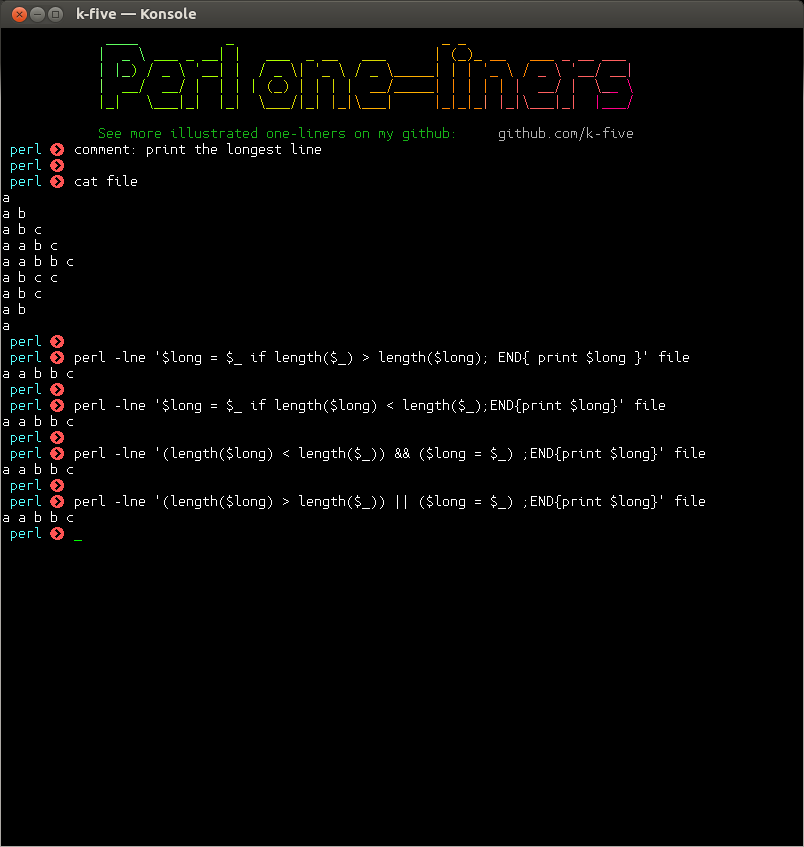 k-five — Konsole
Perl one-liners
See more illustrated one-liners on my github: github.com/k-five
perl comment: print the longest line
perl
perl cat file
a
a b
a b c
a a b c
a a b b c
a b c c
a b c
a b
a
perl
perl perl -lne '$long = $_ if length($_) > length($long); END{ print $long }' file
a a b b c
perl
perl perl -lne '$long = $_ if length($long) < length($_);END{print $long}' file
a a b b c
perl
perl perl -lne '(length($long) < length($_)) && ($long = $_) ;END{print $long}' file
a a b b c
perl
perl perl -lne '(length($long) > length($_)) || ($long = $_) ;END{print $long}' file
a a b b c
perl _